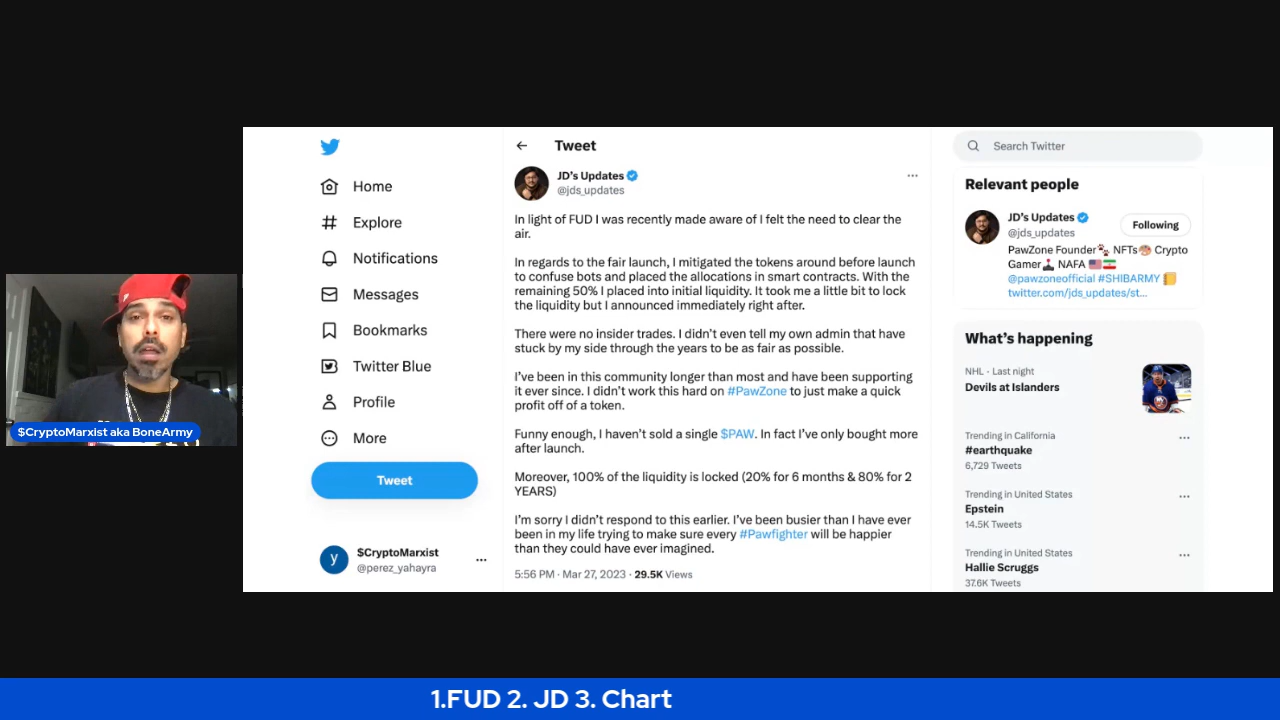 Home
Explore
Notifications
Messages
Bookmarks
Twitter Blue
Profile
More
Tweet
y
$CryptoMarxist
@perez_yahayra
Tweet
JD's Updates
@jds_updates
In light of FUD I was recently made aware of I felt the need to clear the
air.
In regards to the fair launch, I mitigated the tokens around before launch
to confuse bots and placed the allocations in smart contracts. With the
remaining 50% I placed into initial liquidity. It took me a little bit to lock
the liquidity but I announced immediately right after.
There were no insider trades. I didn't even tell my own admin that have
stuck by my side through the years to be as fair as possible.
I've been in this community longer than most and have been supporting
it ever since. I didn't work this hard on #PawZone to just make a quick
profit off of a token.
Funny enough, I haven't sold a single $PAW. In fact I've only bought more
after launch.
Moreover, 100% of the liquidity is locked (20% for 6 months & 80% for 2
YEARS)
I'm sorry I didn't respond to this earlier. I've been busier than I have ever
been in my life trying to make sure every #Pawfighter will be happier
than they could have ever imagined.
5:56 PM · Mar 27, 2023 · 29.5K Views
Search Twitter
Relevant people
JD's Updates
@jds_updates
Following
PawZone Founder🐾 NFTs🎨 Crypto
Gamer🕹️ NAFA 🇺🇸🇮🇷
@pawzoneofficial #SHIBARMY 📒
twitter.com/jds_updates/st...
What's happening
NHL · Last night
Devils at Islanders
Trending in California
#earthquake
6,729 Tweets
Trending in United States
Epstein
14.5K Tweets
Trending in United States
Hallie Scruggs
37.6K Tweets
$CryptoMarxist aka BoneArmy
1.FUD 2. JD 3. Chart